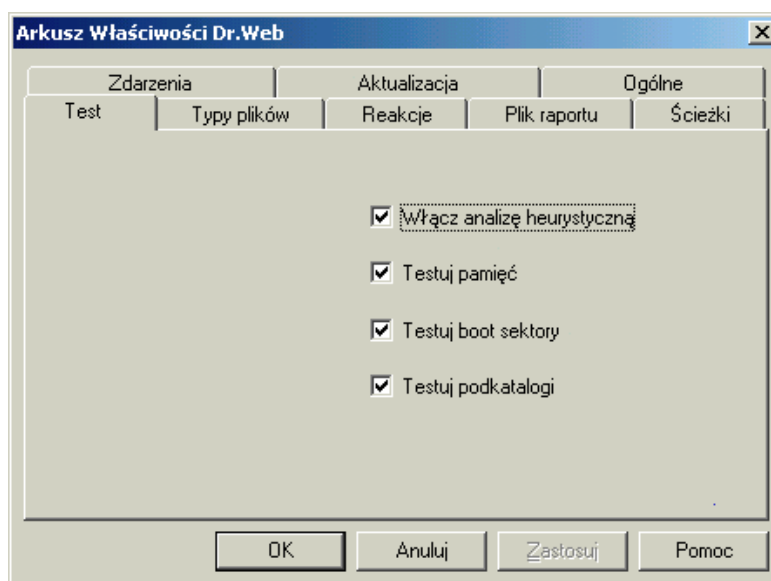 Arkusz Właściwości Dr.Web
Zdarzenia Aktualizacja Ogólne
Test Typy plików Reakcje Plik raportu Ścieżki
Włącz analizę heurystyczną
Testuj pamięć
Testuj boot sektory
Testuj podkatalogi
OK Anuluj Zastosuj Pomoc